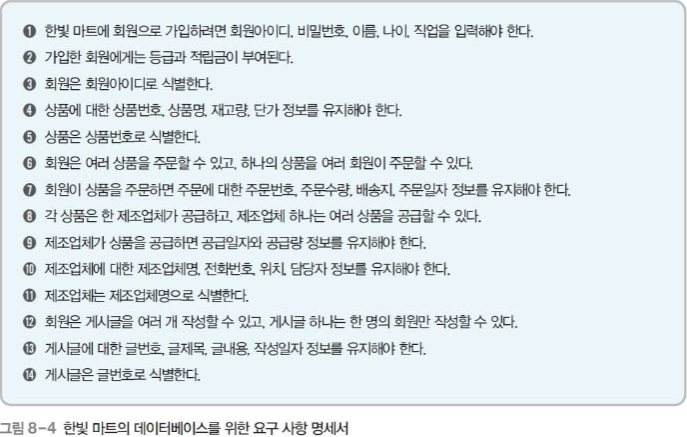 ❶ 한빛 마트에 회원으로 가입하려면 회원아이디, 비밀번호, 이름, 나이, 직업을 입력해야 한다.
❷ 가입한 회원에게는 등급과 적립금이 부여된다.
❸ 회원은 회원아이디로 식별한다.
❹ 상품에 대한 상품번호, 상품명, 재고량, 단가 정보를 유지해야 한다.
❺ 상품은 상품번호로 식별한다.
❻ 회원은 여러 상품을 주문할 수 있고, 하나의 상품을 여러 회원이 주문할 수 있다.
❼ 회원이 상품을 주문하면 주문에 대한 주문번호, 주문수량, 배송지, 주문일자 정보를 유지해야 한다.
❽ 각 상품은 한 제조업체가 공급하고, 제조업체 하나는 여러 상품을 공급할 수 있다.
❾ 제조업체가 상품을 공급하면 공급일자와 공급량 정보를 유지해야 한다.
❿ 제조업체에 대한 제조업체명, 전화번호, 위치, 담당자 정보를 유지해야 한다.
⓫ 제조업체는 제조업체명으로 식별한다.
⓬ 회원은 게시글을 여러 개 작성할 수 있고, 게시글 하나는 한 명의 회원만 작성할 수 있다.
⓭ 게시글에 대한 글번호, 글제목, 글내용, 작성일자 정보를 유지해야 한다.
⓮ 게시글은 글번호로 식별한다.
그림 8-4 한빛 마트의 데이터베이스를 위한 요구 사항 명세서